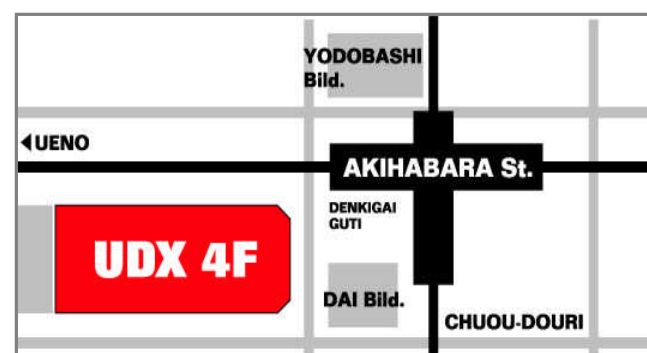 YODOBASHI
Bild.
UENO
AKIHABARA St.
DENKIGAI
GUTI
UDX 4F
DAI Bild.
CHUOU-DOURI